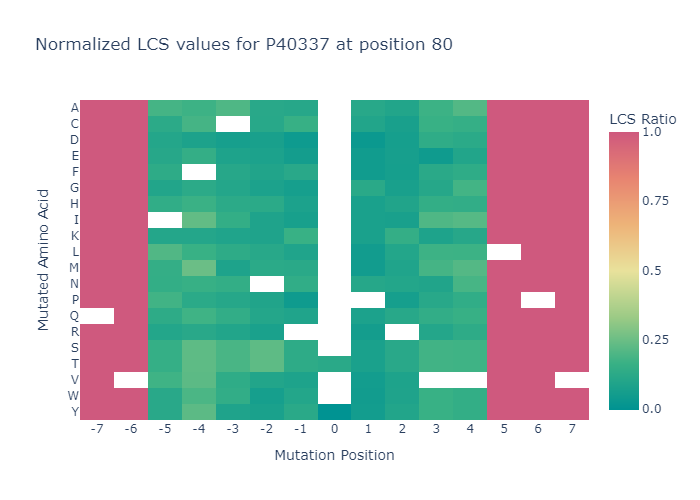 Normalized LCS values for P40337 at position 80
LCS Ratio
1.0
0.75
0.5
0.25
0.0
Mutated Amino Acid
A
C
D
E
F
G
H
I
K
L
M
N
P
Q
R
S
T
V
W
Y
-7 -6 -5 -4 -3 -2 -1 0 1 2 3 4 5 6 7
Mutation Position